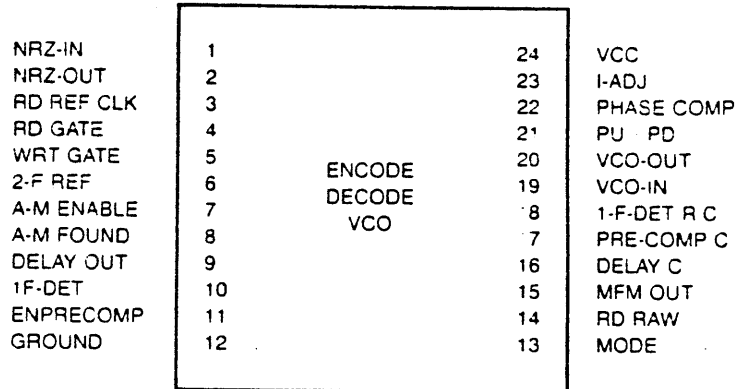 NRZ-IN 1
NRZ-OUT 2
RD REF CLK 3
RD GATE 4
WRT GATE 5
2-F REF 6
A-M ENABLE 7
A-M FOUND 8
DELAY OUT 9
1F-DET 10
ENPRECOMP 11
GROUND 12
ENCODE
DECODE
VCO
24 VCC
23 I-ADJ
22 PHASE COMP
21 PU PD
20 VCO-OUT
19 VCO-IN
8 1-F-DET R C
7 PRE-COMP C
16 DELAY C
15 MFM OUT
14 RD RAW
13 MODE